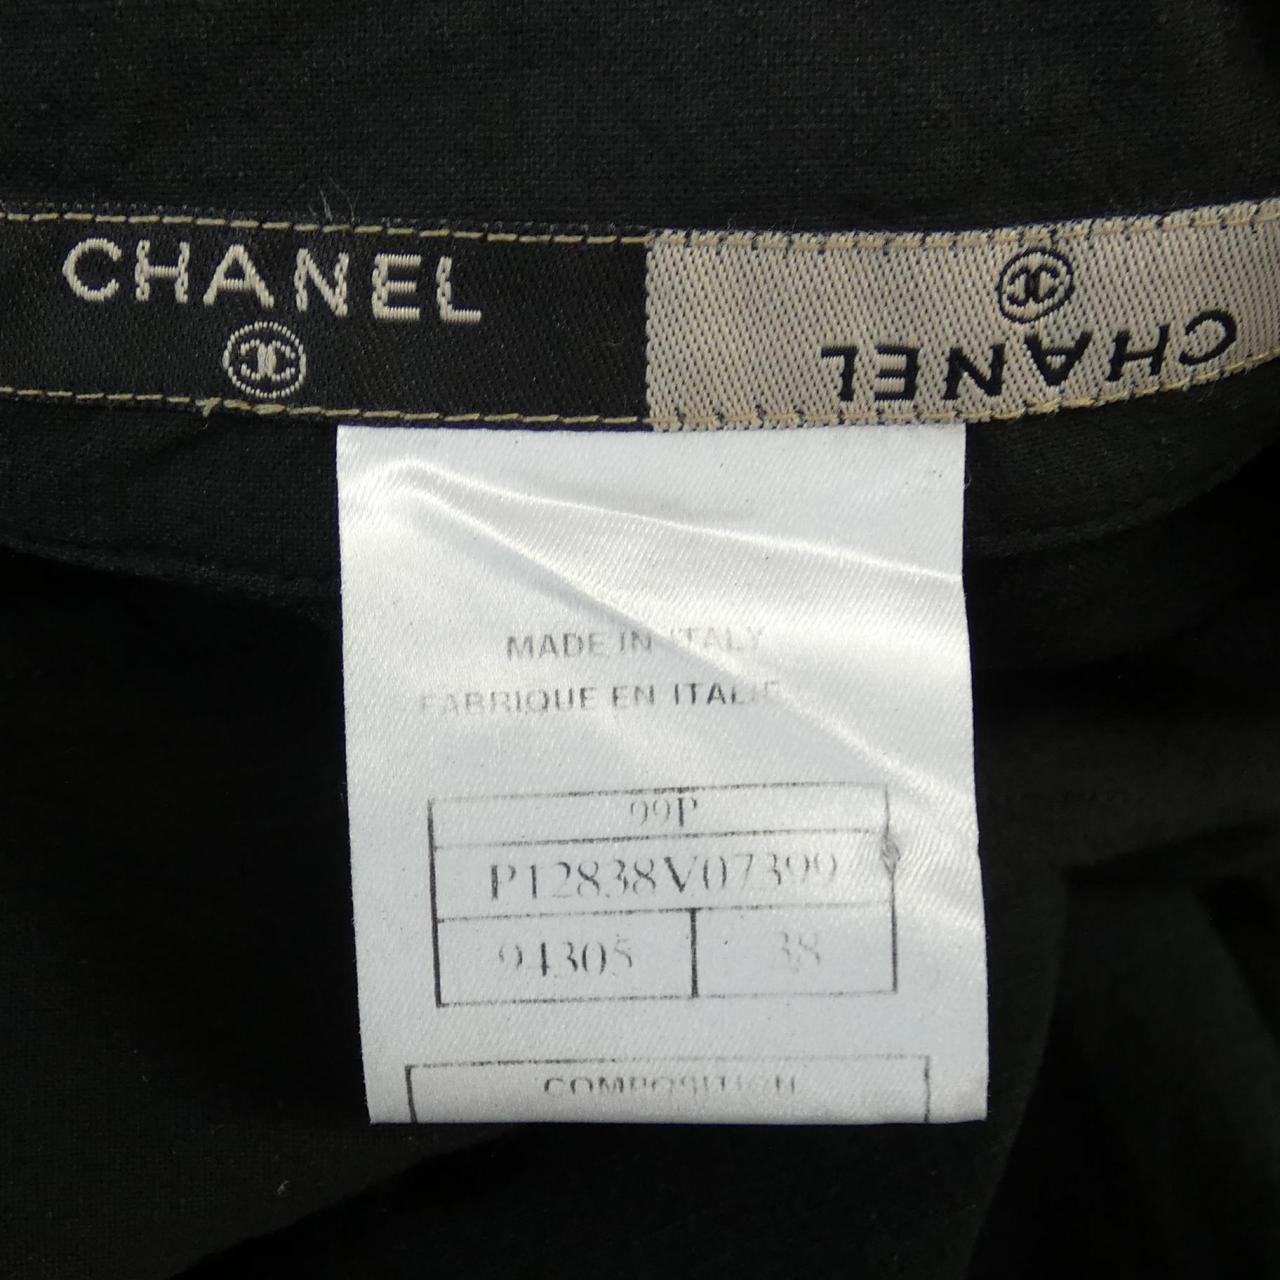 CHANEL
CHANEL
MADE IN ITALY
FABRIQUE EN ITALIE
99P
P12838V07399
94305 38
COMPOSITION